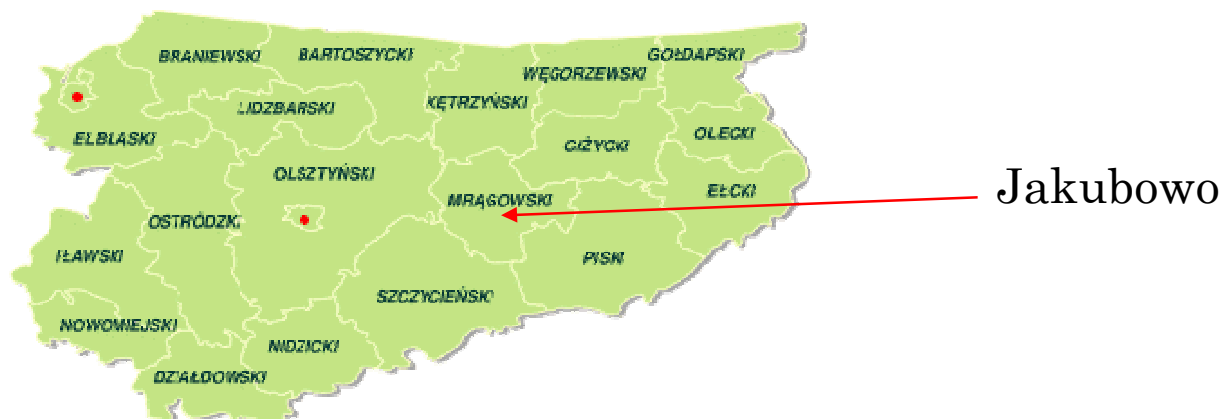 BRANIEWSKI
BARTOSZYCKI
GOŁDAPSKI
WĘGORZEWSKI
LIDZBARSKI
KĘTRZYŃSKI
ELBLASKI
GIŻYCKI
OLECKI
OLSZTYŃSKI
MRĄGOWSKI
EŁCKI
Jakubowo
OSTRÓDZKI
IŁAWSKI
PISKI
SZCZYCIEŃSKI
NOWOMIEJSKI
NIDZICKI
DZIAŁDOWSKI